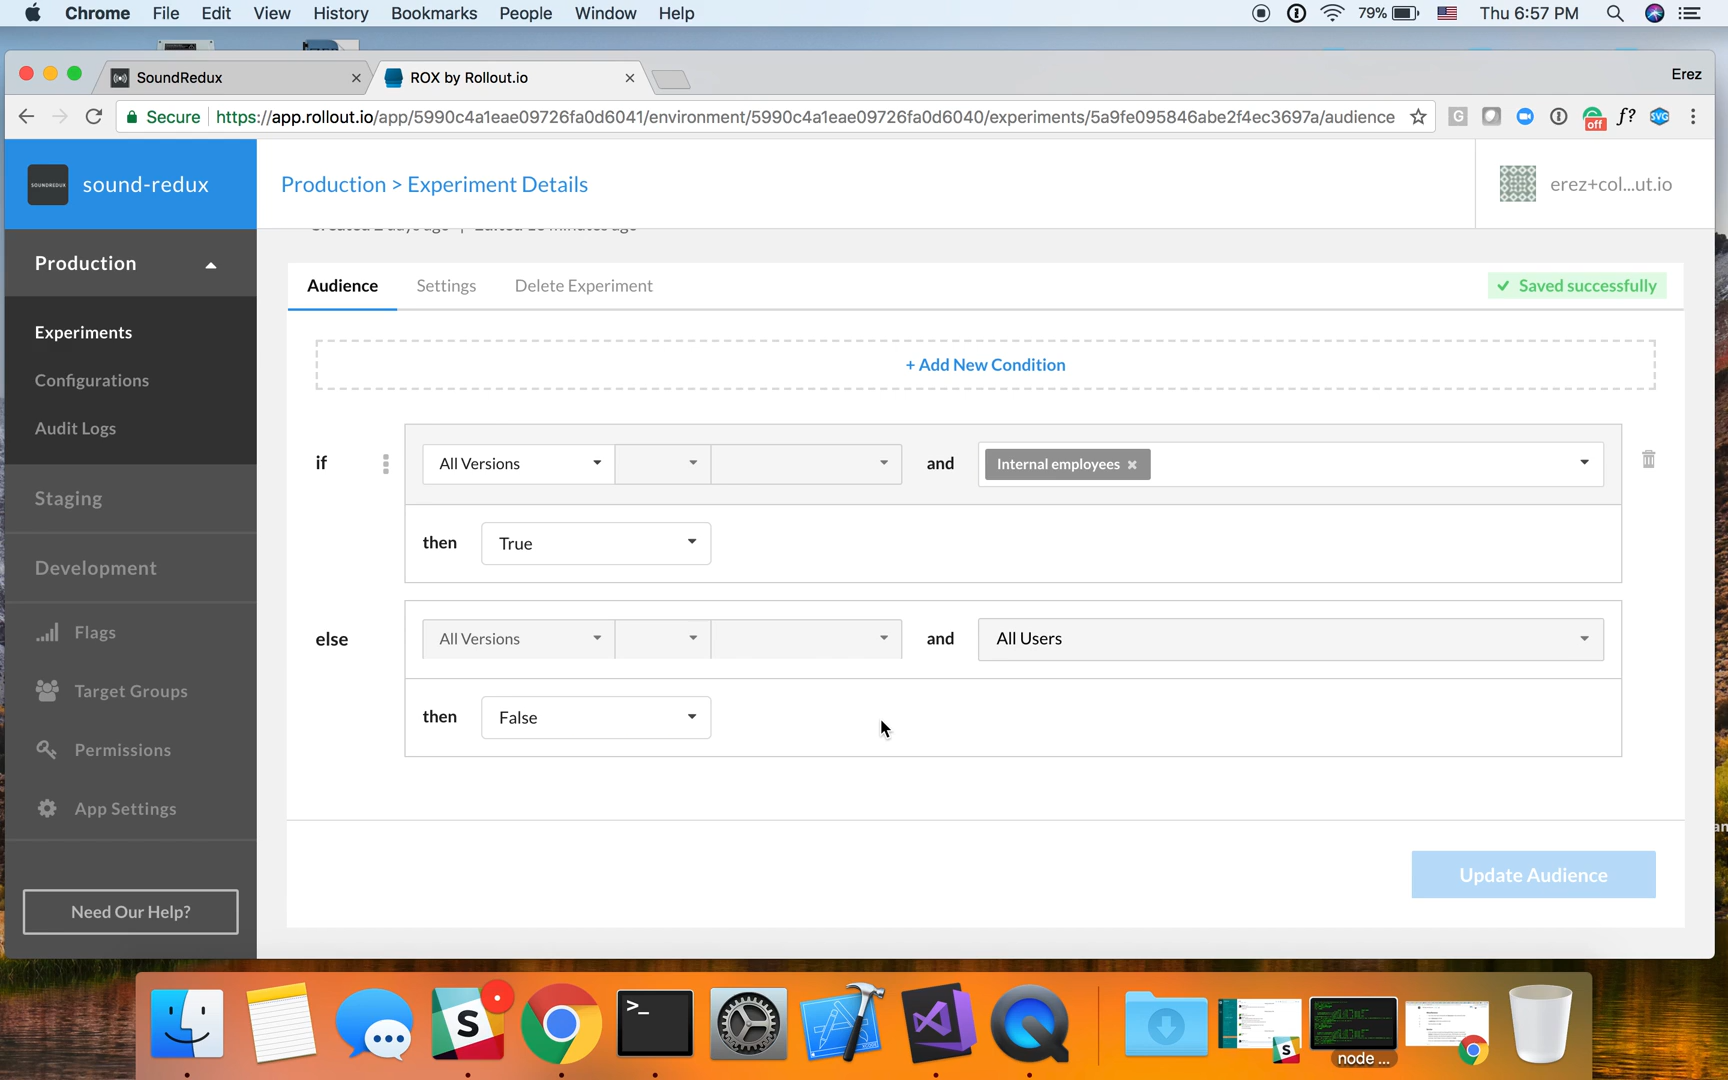 Chrome File Edit View History Bookmarks People Window Help 79% Thu 6:57 PM
SoundRedux ROX by Rollout.io Erez
Secure https://app.rollout.io/app/5990c4a1eae09726fa0d6041/environment/5990c4a1eae09726fa0d6040/experiments/5a9fe095846abe2f4ec3697a/audience G off f? SVG
SOUNDREDUX sound-redux Production > Experiment Details erez+col...ut.io
Production
Audience Settings Delete Experiment Saved successfully
Experiments
+ Add New Condition
Configurations
Audit Logs
if All Versions and Internal employees
Staging
then True
Development
else All Versions and All Users
Flags
Target Groups
then False
Permissions
App Settings
Update Audience
Need Our Help?
S
>_
node ...